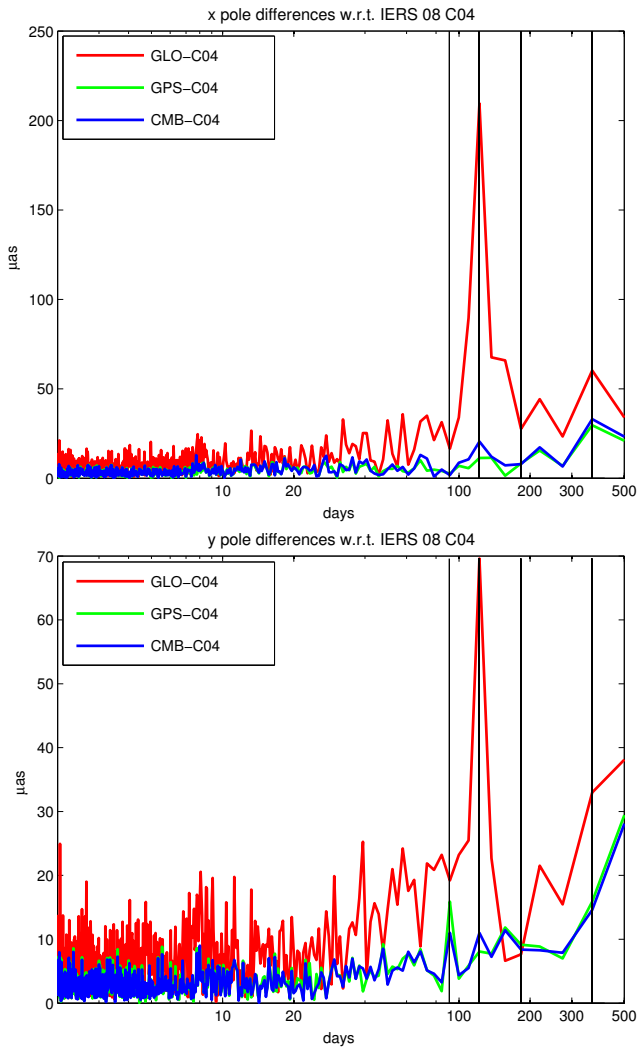 x pole differences w.r.t. IERS 08 C04
250
200
150
100
50
0
µas
GLO−C04
GPS−C04
CMB−C04
10 20 100 200 300 500
days
y pole differences w.r.t. IERS 08 C04
70
60
50
40
30
20
10
0
µas
GLO−C04
GPS−C04
CMB−C04
10 20 100 200 300 500
days